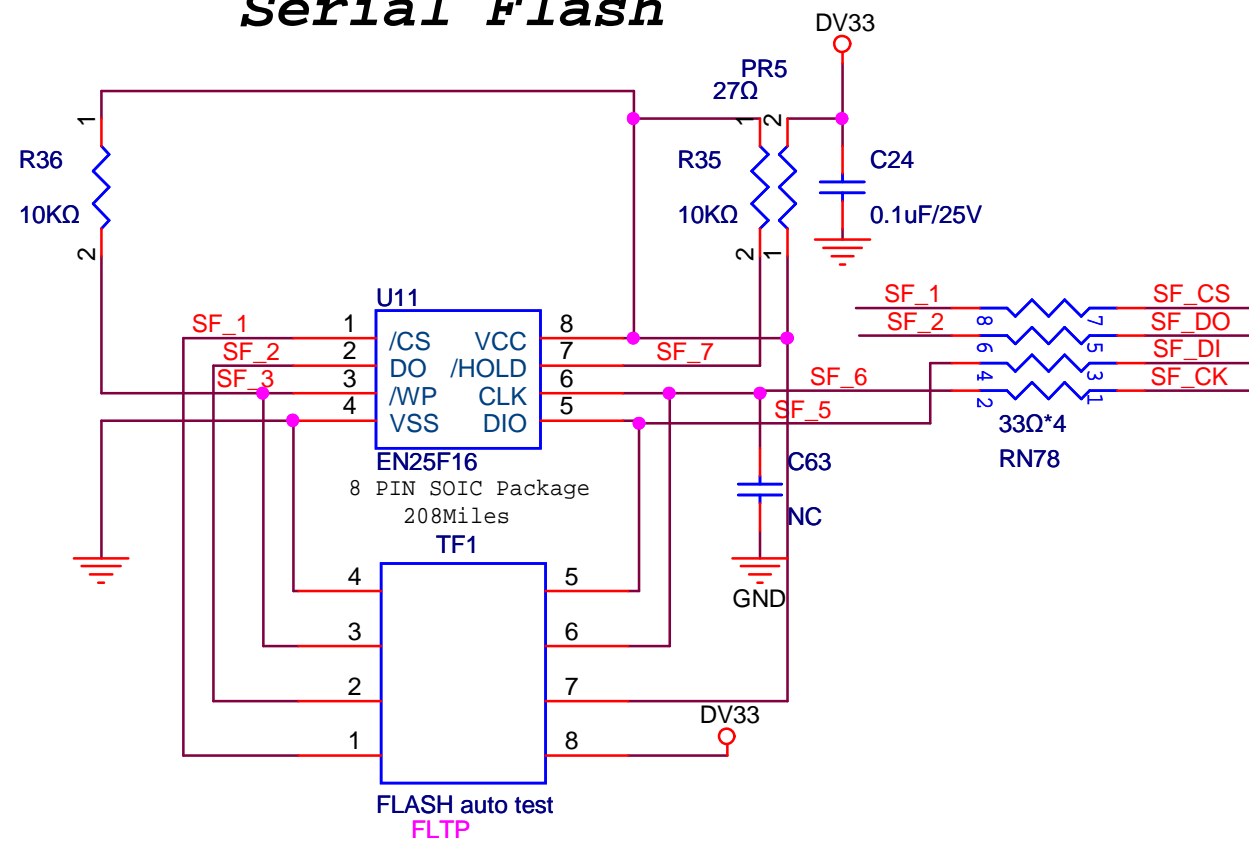 Serial Flash
DV33
PR5
27Ω
1
1
2
R36
R35
C24
10KΩ
10KΩ
0.1uF/25V
2
2
1
U11
SF_1
SF_CS
SF_1
1
/CS
VCC
8
8
7
SF_2
SF_DO
SF_2
2
DO
/HOLD
7
SF_7
6
5
SF_DI
SF_3
3
/WP
CLK
6
SF_6
4
3
SF_CK
4
VSS
DIO
5
SF_5
2
1
33Ω*4
RN78
EN25F16
C63
8 PIN SOIC Package
208Miles
NC
TF1
4
5
GND
3
6
2
7
DV33
1
8
FLASH auto test
FLTP